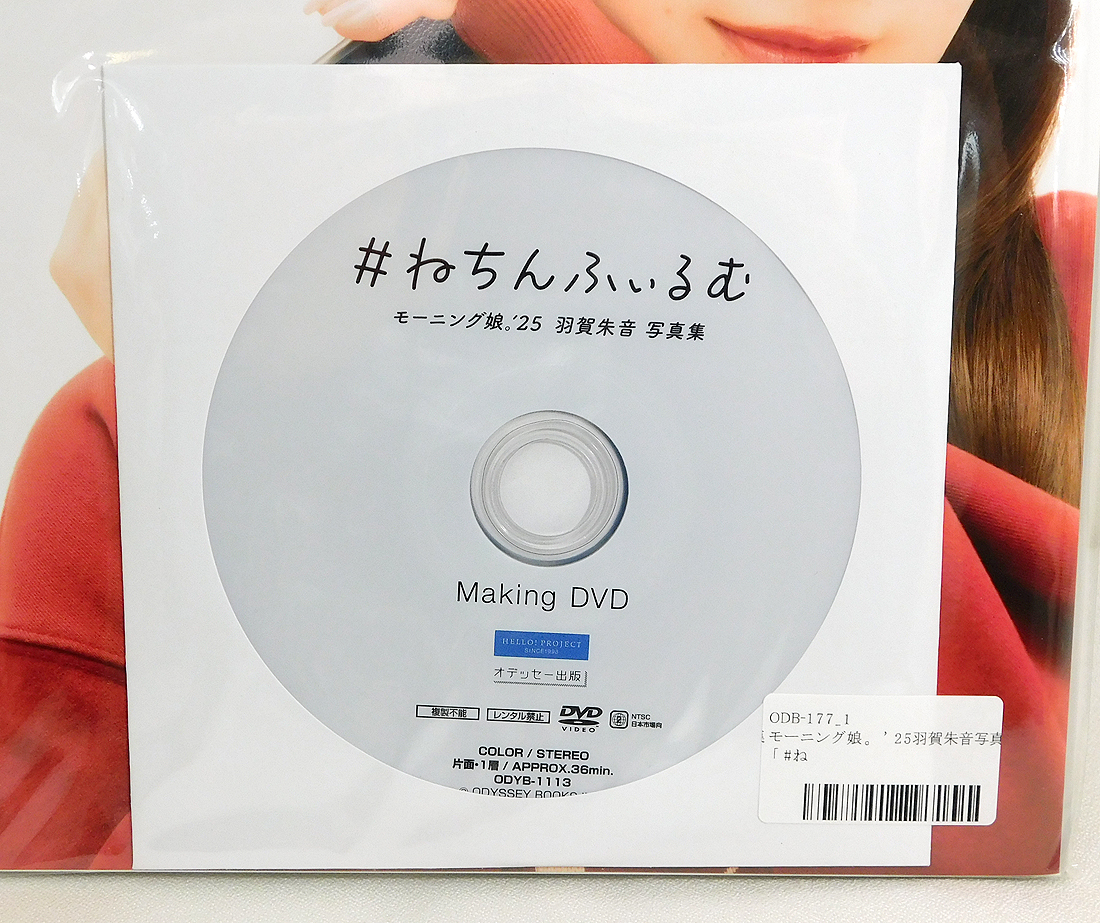 #ねちんふぃるむ
モーニング娘。'25 羽賀朱音 写真集
Making DVD
HELLO! PROJECT
SINCE1998
オデッセー出版
複製不能 レンタル禁止 DVD VIDEO 2 NTSC 日本市場向
COLOR / STEREO
片面・1層 / APPROX.36min.
ODYB-1113
© ODYSSEY BOOKS
ODB-177_1
モーニング娘。'25羽賀朱音写真
「#ね